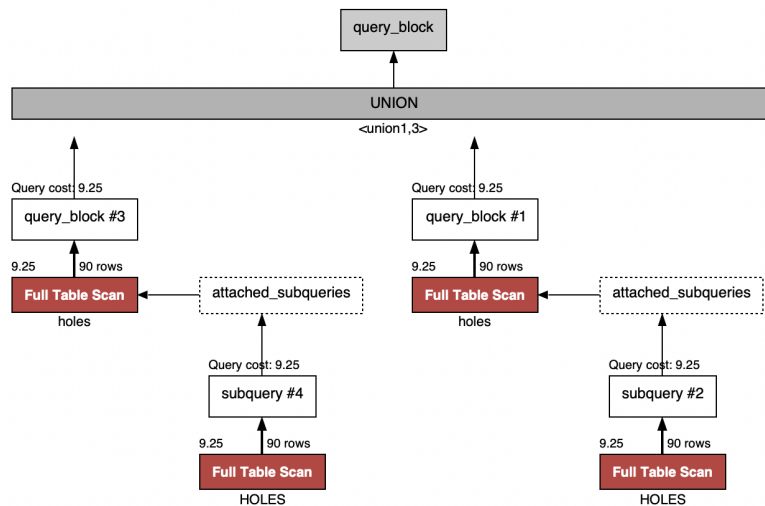 query_block
UNION
<union1,3>
Query cost: 9.25
Query cost: 9.25
query_block #3
query_block #1
9.25
90 rows
9.25
90 rows
Full Table Scan
attached_subqueries
Full Table Scan
attached_subqueries
holes
holes
Query cost: 9.25
Query cost: 9.25
subquery #4
subquery #2
9.25
90 rows
9.25
90 rows
Full Table Scan
Full Table Scan
HOLES
HOLES